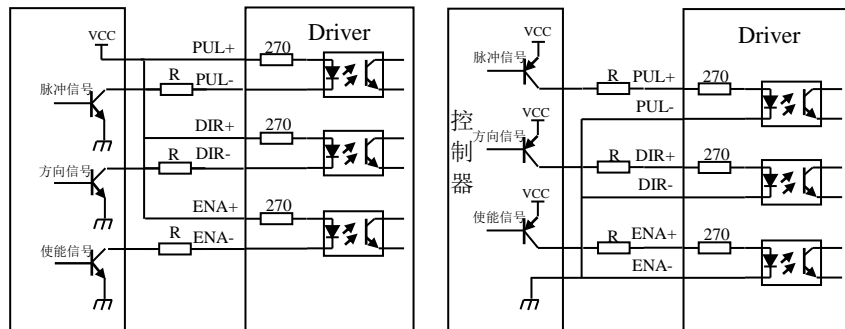 Driver
VCC
PUL+
270
脉冲信号
R
PUL-
DIR+
270
方向信号
R
DIR-
ENA+
270
使能信号
R
ENA-
Driver
VCC
脉冲信号
R
PUL+
270
PUL-
控制器
VCC
方向信号
R
DIR+
270
DIR-
VCC
使能信号
R
ENA+
270
ENA-